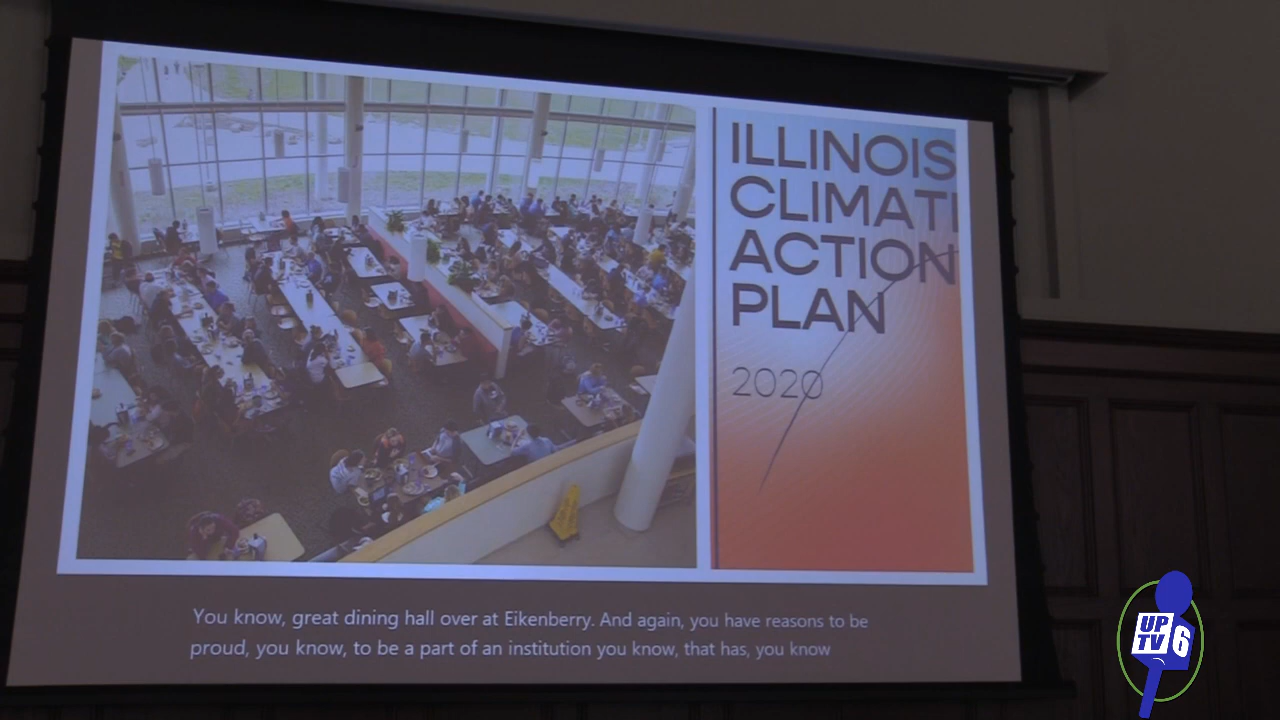 ILLINOIS
CLIMATE
ACTION
PLAN
2020
You know, great dining hall over at Eikenberry. And again, you have reasons to be
proud, you know, to be a part of an institution you know, that has, you know
UP
TV 6